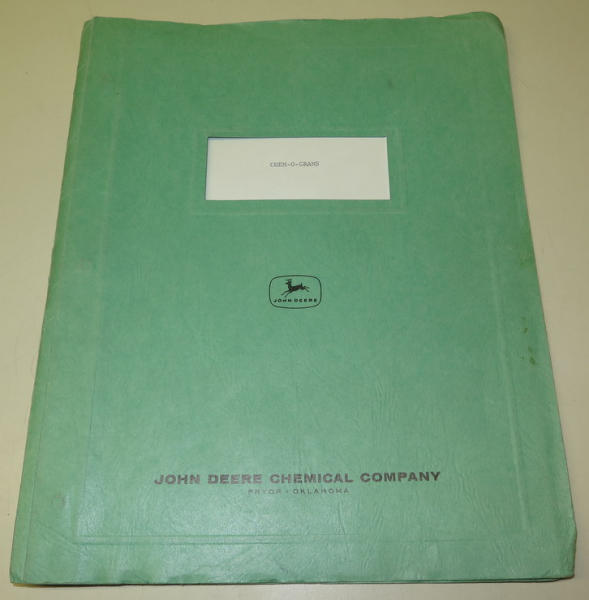 CHEM-O-GRAMS
JOHN DEERE
JOHN DEERE CHEMICAL COMPANY
PRYOR • OKLAHOMA